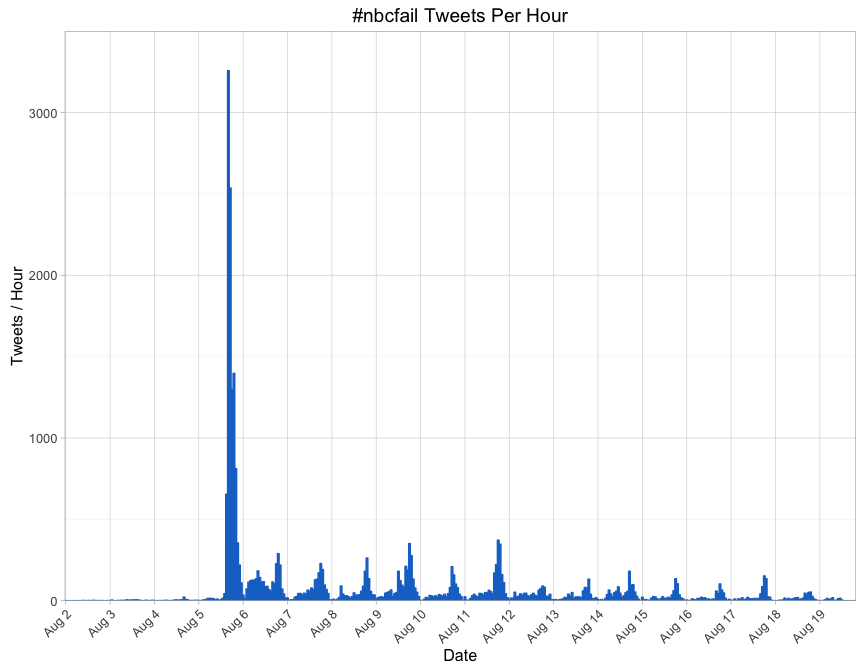 #nbcfail Tweets Per Hour
3000
2000
1000
0
Tweets / Hour
Aug 2
Aug 3
Aug 4
Aug 5
Aug 6
Aug 7
Aug 8
Aug 9
Aug 10
Aug 11
Aug 12
Aug 13
Aug 14
Aug 15
Aug 16
Aug 17
Aug 18
Aug 19
Date